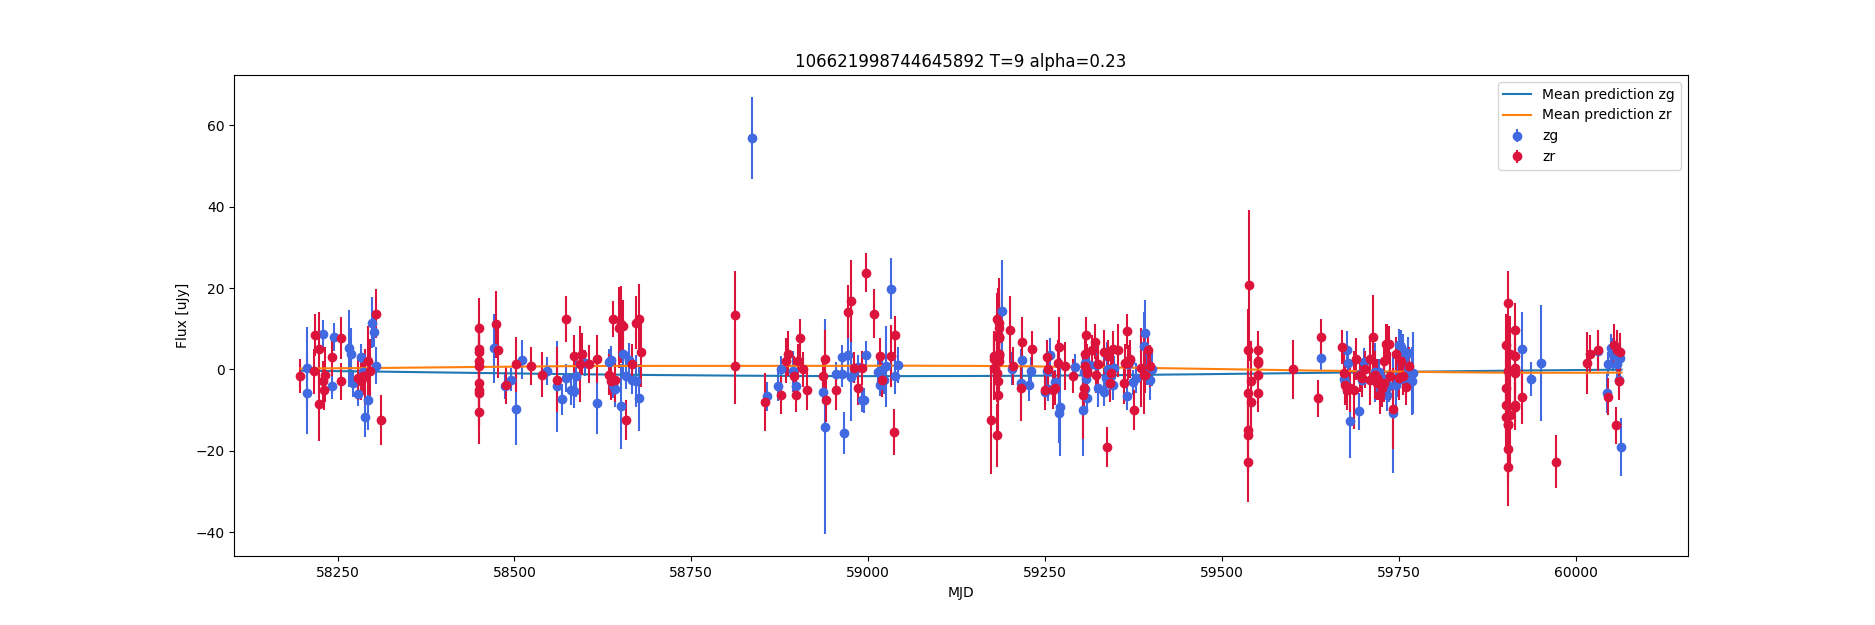 106621998744645892 T=9 alpha=0.23
Mean prediction zg
Mean prediction zr
zg
zr
Flux [uJy]
60
40
20
0
−20
−40
58250 58500 58750 59000 59250 59500 59750 60000
MJD